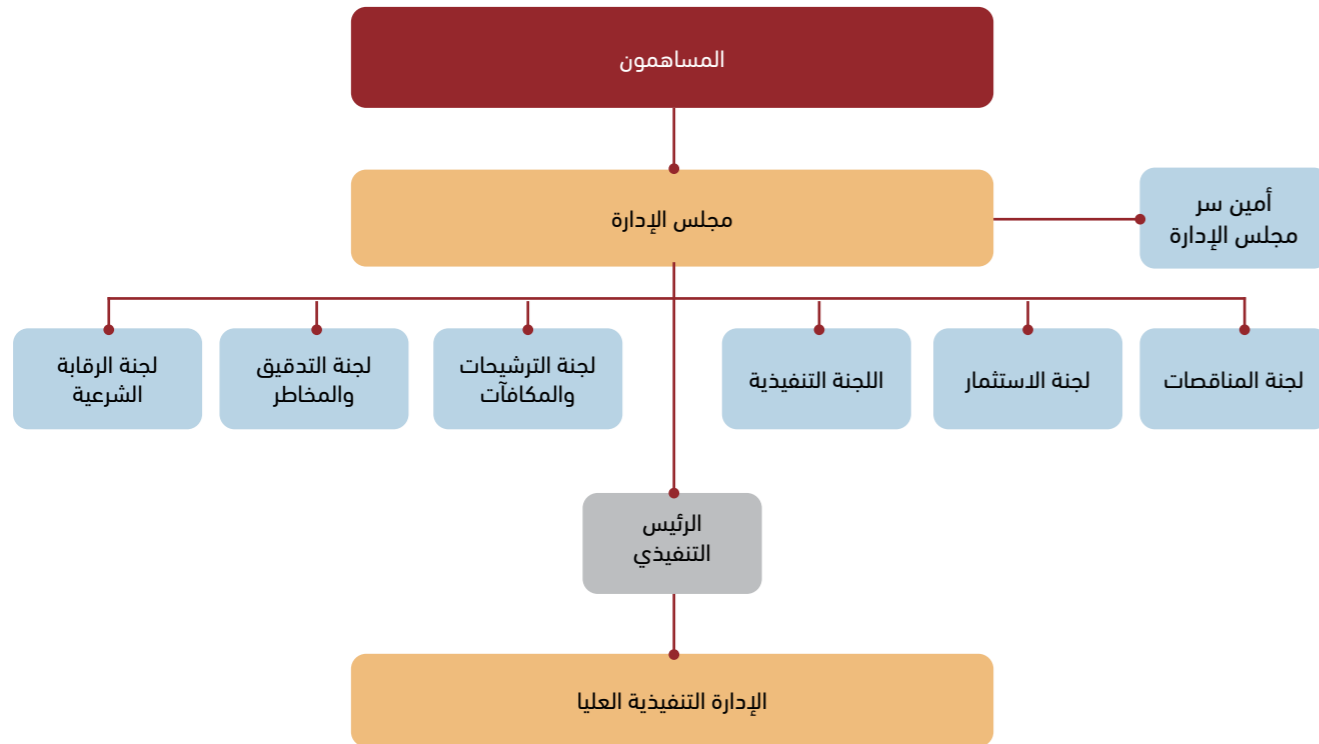 المساهمون
مجلس الإدارة
أمين سر
مجلس الإدارة
لجنة المناقصات
لجنة الاستثمار
اللجنة التنفيذية
لجنة الترشيحات
والمكافآت
لجنة التدقيق
والمخاطر
لجنة الرقابة
الشرعية
الرئيس
التنفيذي
الإدارة التنفيذية العليا